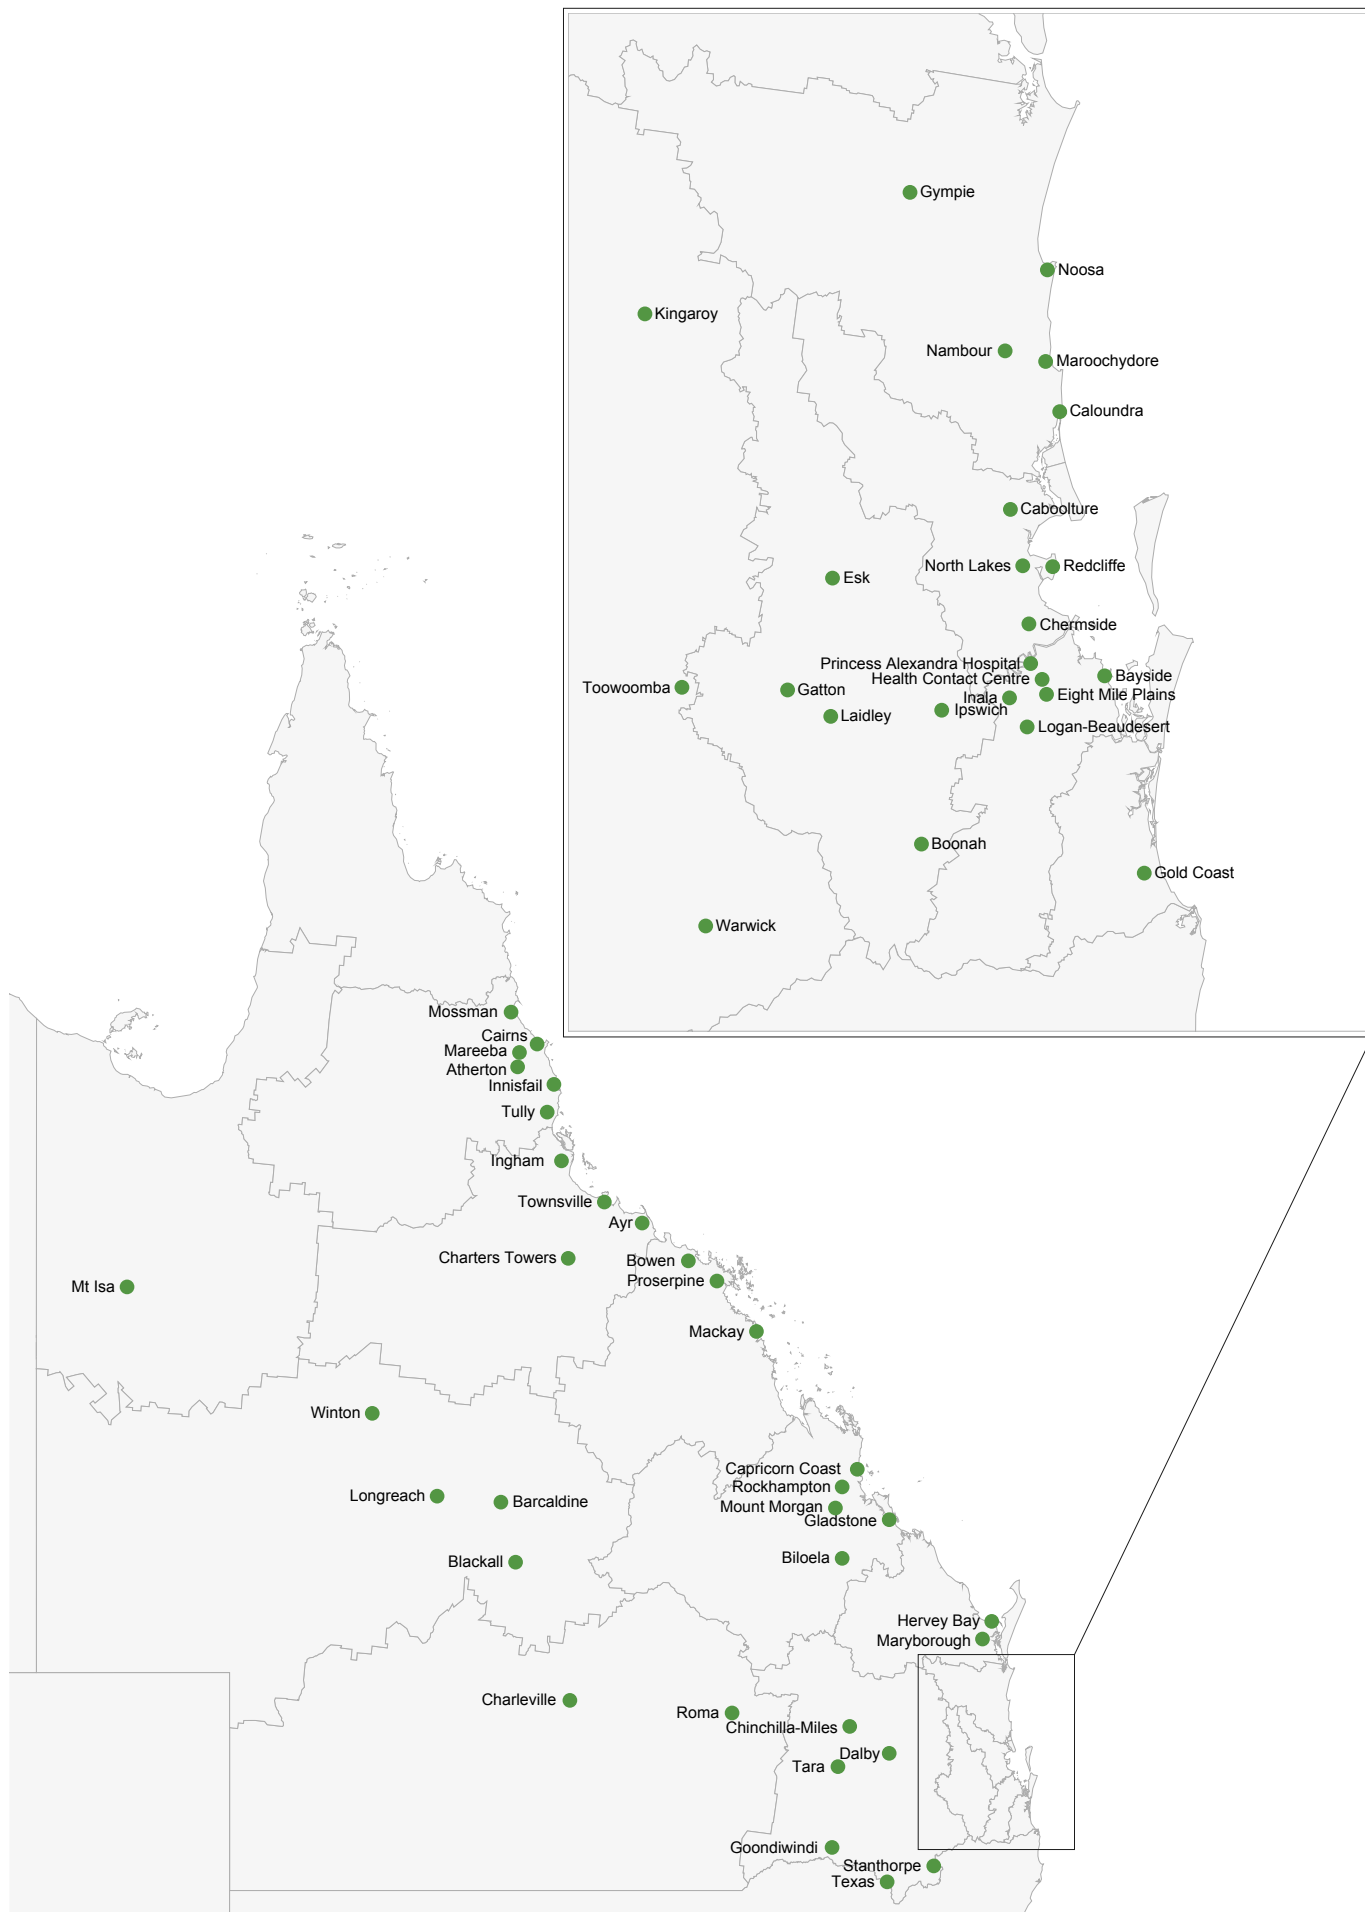 Gympie
Noosa
Kingaroy
Nambour
Maroochydore
Caloundra
Caboolture
North Lakes
Redcliffe
Esk
Chermside
Princess Alexandra Hospital
Health Contact Centre
Bayside
Toowoomba
Gatton
Inala
Eight Mile Plains
Laidley
Ipswich
Logan-Beaudesert
Boonah
Gold Coast
Warwick
Mossman
Cairns
Mareeba
Atherton
Innisfail
Tully
Ingham
Townsville
Ayr
Charters Towers
Bowen
Mt Isa
Proserpine
Mackay
Winton
Capricorn Coast
Rockhampton
Longreach
Barcaldine
Mount Morgan
Gladstone
Blackall
Biloela
Hervey Bay
Maryborough
Charleville
Roma
Chinchilla-Miles
Dalby
Tara
Goondiwindi
Stanthorpe
Texas